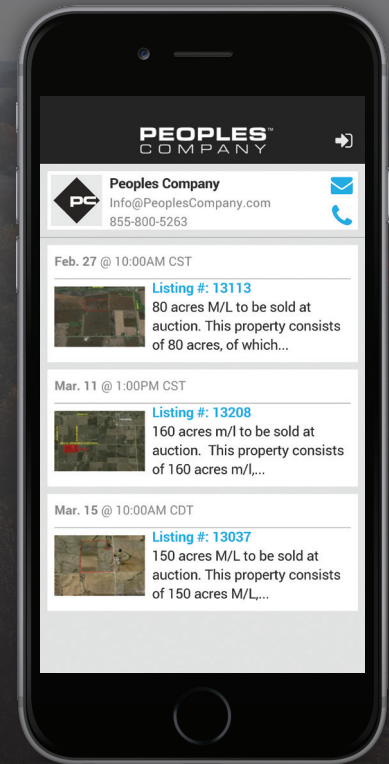 PEOPLES™
COMPANY
PC
Peoples Company
Info@PeoplesCompany.com
855-800-5263
Feb. 27 @ 10:00AM CST
Listing #: 13113
80 acres M/L to be sold at
auction. This property consists
of 80 acres, of which...
Mar. 11 @ 1:00PM CST
Listing #: 13208
160 acres m/l to be sold at
auction. This property consists
of 160 acres m/l,...
Mar. 15 @ 10:00AM CDT
Listing #: 13037
150 acres M/L to be sold at
auction. This property consists
of 150 acres M/L,...